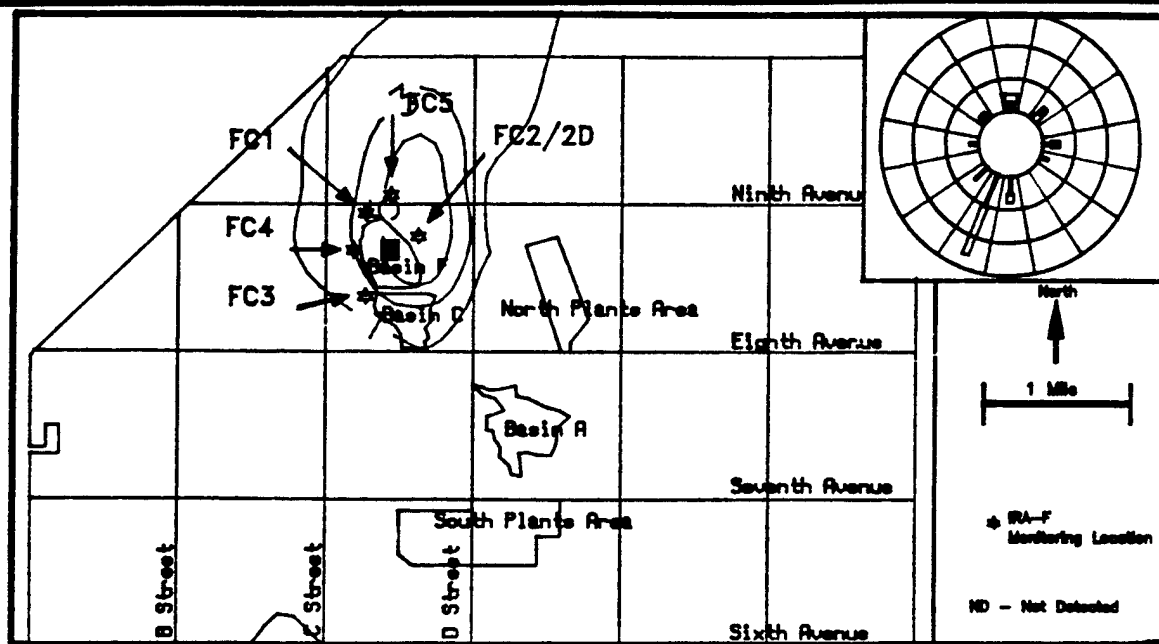 FC5
FC1
FC2/2D
Ninth Avenue
FC4
Basin F
FC3
Basin C
North Plants Area
North
Eighth Avenue
1 Mile
Basin A
Seventh Avenue
South Plants Area
IRA-F
Monitoring Location
B Street
C Street
D Street
ND - Not Detected
Sixth Avenue